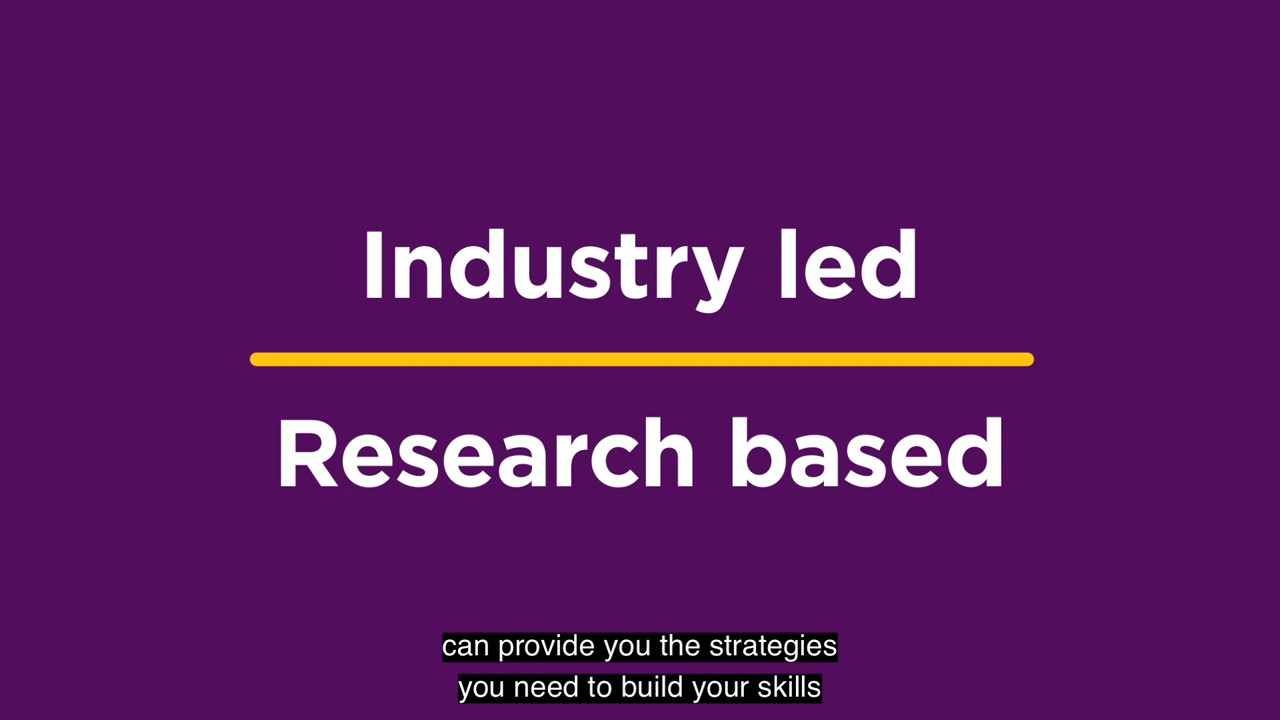 Industry led
Research based
can provide you the strategies
you need to build your skills